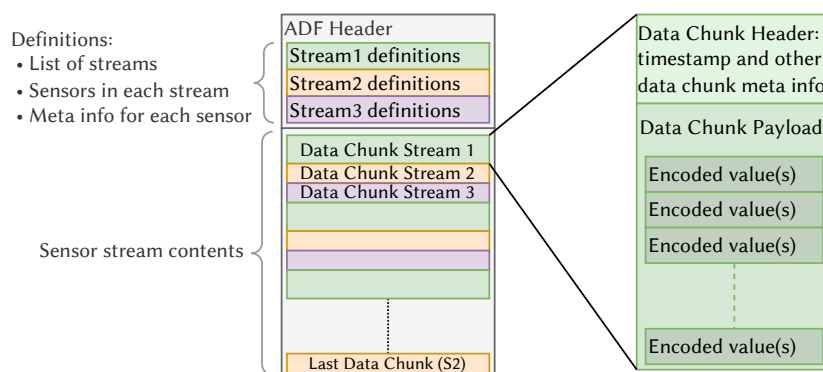 Definitions:
• List of streams
• Sensors in each stream
• Meta info for each sensor
Sensor stream contents
ADF Header
Stream1 definitions
Stream2 definitions
Stream3 definitions
Data Chunk Stream 1
Data Chunk Stream 2
Data Chunk Stream 3
Last Data Chunk (S2)
Data Chunk Header:
timestamp and other
data chunk meta info
Data Chunk Payload
Encoded value(s)
Encoded value(s)
Encoded value(s)
Encoded value(s)